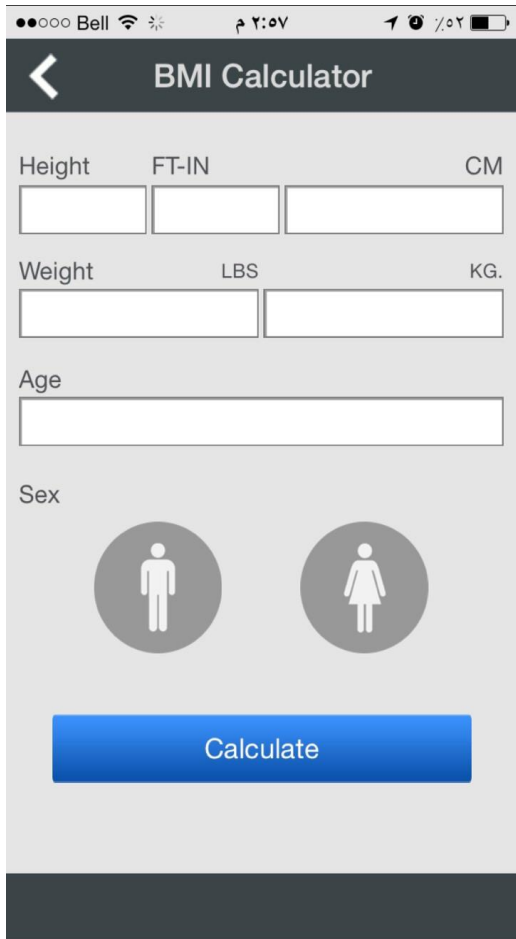 Bell ٢:٥٧ م ٪٥٢
BMI Calculator
Height FT-IN CM
Weight LBS KG.
Age
Sex
Calculate